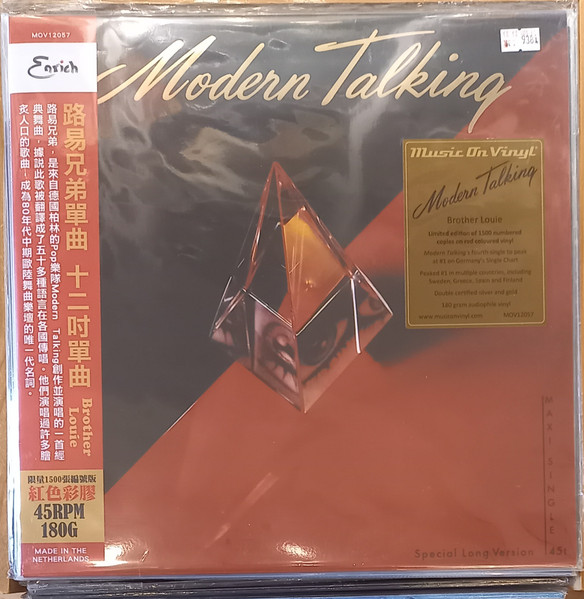 MOV12057
Enrich
路易兄弟單曲 十二吋單曲
Brother
Louie
路易兄弟，是來自德國柏林的Pop樂隊Modern Talking創作並演唱的一首經
典舞曲，據說此歌被翻譯成了五十多種語言在各國傳唱。他們演唱過許多膾
炙人口的歌曲，成為80年代中期歐陸舞曲樂壇的唯一代名詞。
限量1500張編號版
紅色彩膠
45RPM
180G
MADE IN THE
NETHERLANDS
Modern Talking
Music On Vinyl
Modern Talking
Brother Louie
Limited edition of 1500 numbered
copies on red coloured vinyl
Modern Talking's fourth single to peak
at #1 on Germany's Single Chart
Peaked #1 in multiple countries, including
Sweden, Greece, Spain and Finland
Double certified silver and gold
180 gram audiophile vinyl
www.musiconvinyl.com
MOV12057
MAXI SINGLE
Special Long Version
45t